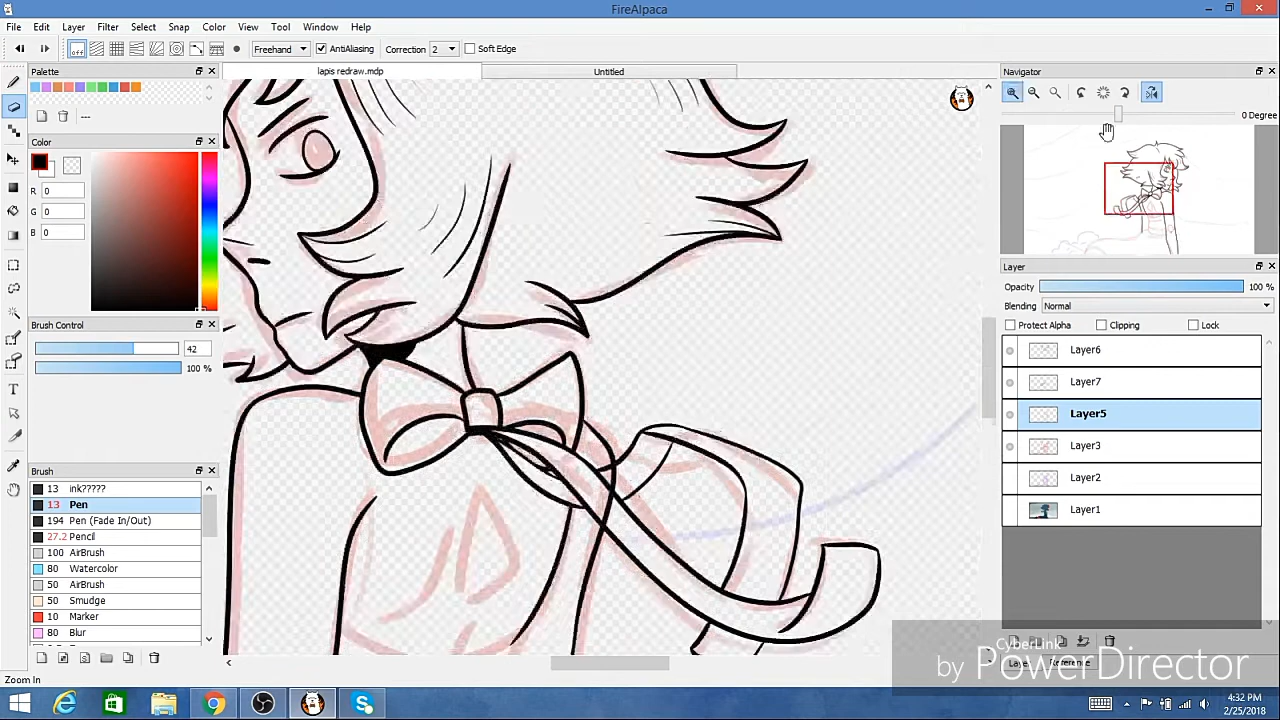 FireAlpaca
File Edit Layer Filter Select Snap Color View Tool Window Help
off Freehand AntiAliasing Correction 2 Soft Edge
Palette
---
Color
R 0
G 0
B 0
Brush Control
42
100 %
Brush
13 ink?????
13 Pen
194 Pen (Fade In/Out)
27.2 Pencil
100 AirBrush
80 Watercolor
50 AirBrush
50 Smudge
10 Marker
80 Blur
Zoom In
lapis redraw.mdp Untitled
Navigator
0 Degree
Layer
Opacity 100 %
Blending Normal
Protect Alpha Clipping Lock
Layer6
Layer7
Layer5
Layer3
Layer2
Layer1
Reference
CyberLink
by PowerDirector
4:32 PM
2/25/2018